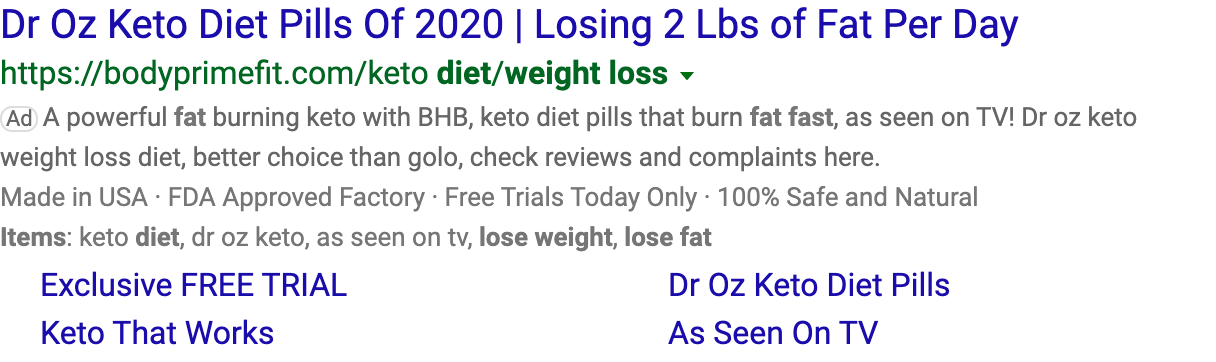 Dr Oz Keto Diet Pills Of 2020 | Losing 2 Lbs of Fat Per Day
https://bodyprimefit.com/keto diet/weight loss
Ad A powerful fat burning keto with BHB, keto diet pills that burn fat fast, as seen on TV! Dr oz keto
weight loss diet, better choice than golo, check reviews and complaints here.
Made in USA · FDA Approved Factory · Free Trials Today Only · 100% Safe and Natural
Items: keto diet, dr oz keto, as seen on tv, lose weight, lose fat
Exclusive FREE TRIAL
Dr Oz Keto Diet Pills
Keto That Works
As Seen On TV